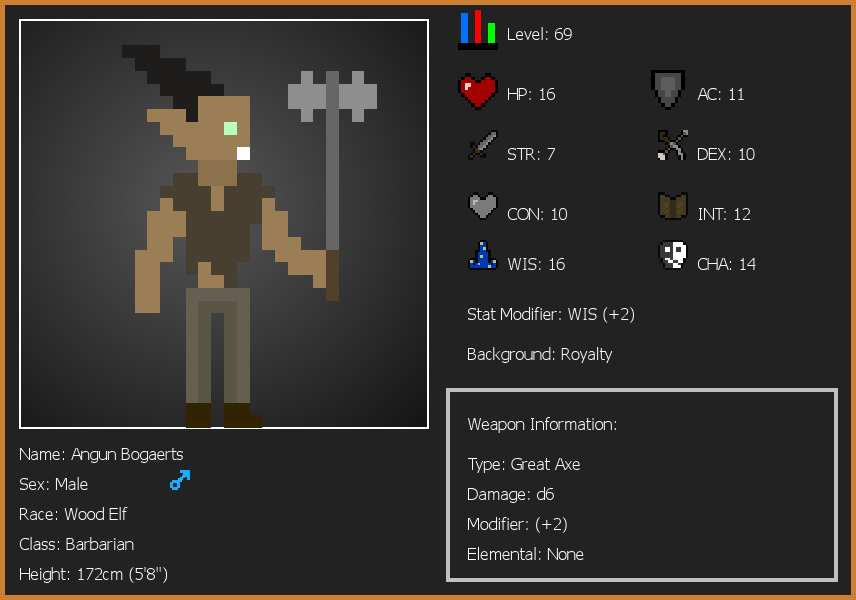 Level: 69
HP: 16
AC: 11
STR: 7
DEX: 10
CON: 10
INT: 12
WIS: 16
CHA: 14
Stat Modifier: WIS (+2)
Background: Royalty
Weapon Information:
Type: Great Axe
Damage: d6
Modifier: (+2)
Elemental: None
Name: Angun Bogaerts
Sex: Male
Race: Wood Elf
Class: Barbarian
Height: 172cm (5'8")